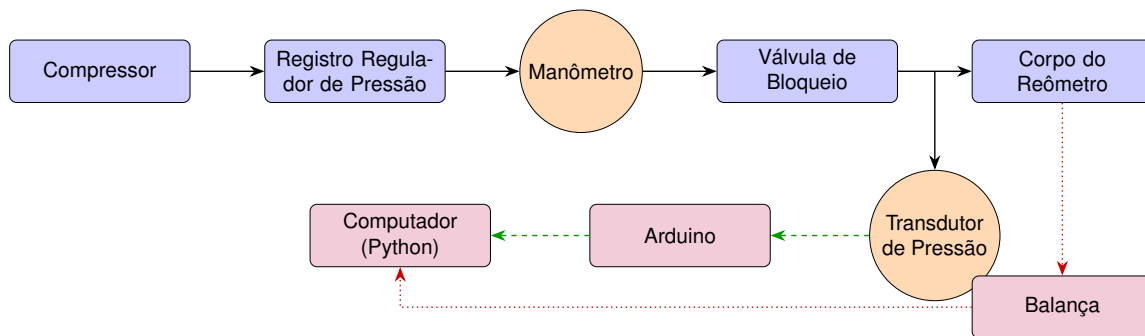 Compressor
Registro Regula-
dor de Pressão
Manômetro
Válvula de
Bloqueio
Corpo do
Reômetro
Computador
(Python)
Arduino
Transdutor
de Pressão
Balança